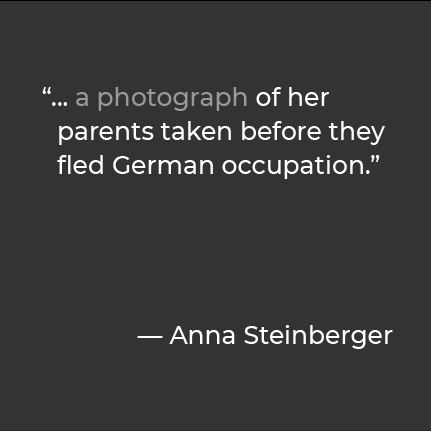 “... a photograph of her
parents taken before they
fled German occupation.”
— Anna Steinberger